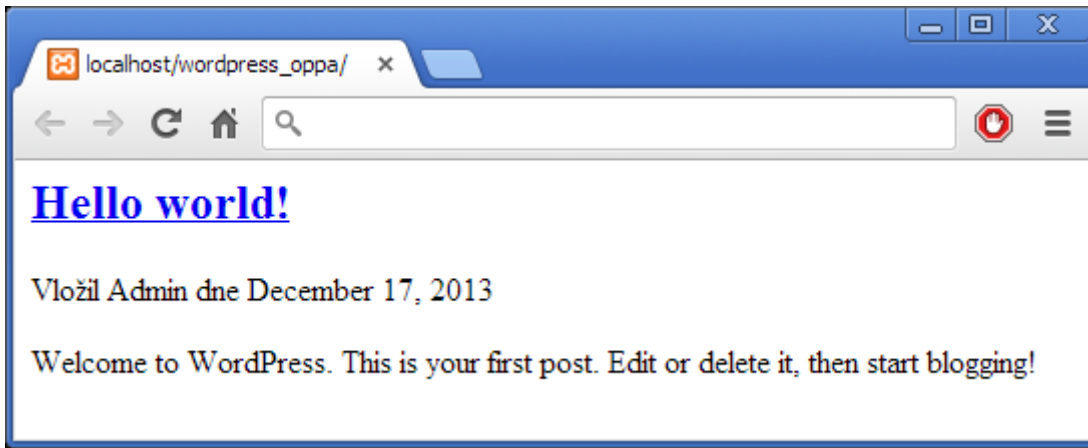 localhost/wordpress_oppa/
Hello world!
Vložil Admin dne December 17, 2013
Welcome to WordPress. This is your first post. Edit or delete it, then start blogging!